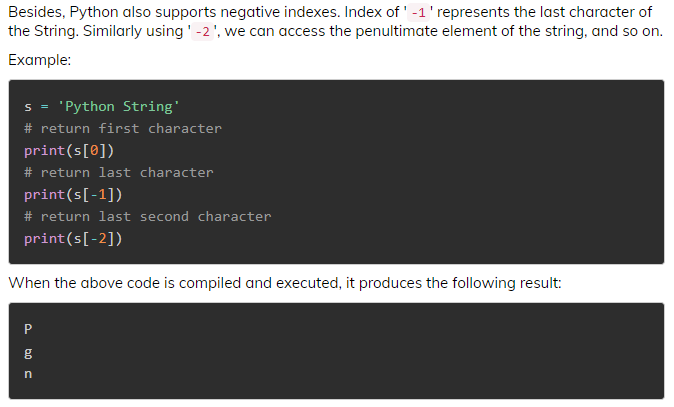 Besides, Python also supports negative indexes. Index of '-1' represents the last character of
the String. Similarly using '-2', we can access the penultimate element of the string, and so on.
Example:
s = 'Python String'
# return first character
print(s[0])
# return last character
print(s[-1])
# return last second character
print(s[-2])
When the above code is compiled and executed, it produces the following result:
P
g
n